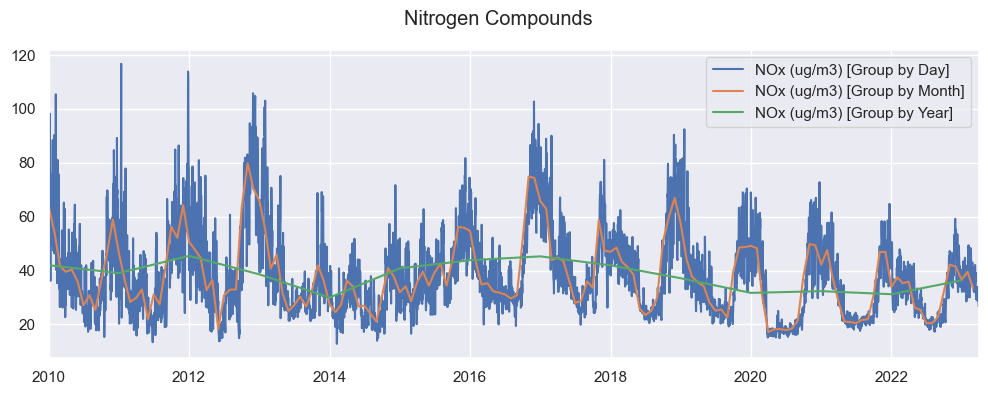 Nitrogen Compounds
120
100
80
60
40
20
NOx (ug/m3) [Group by Day]
NOx (ug/m3) [Group by Month]
NOx (ug/m3) [Group by Year]
2010 2012 2014 2016 2018 2020 2022